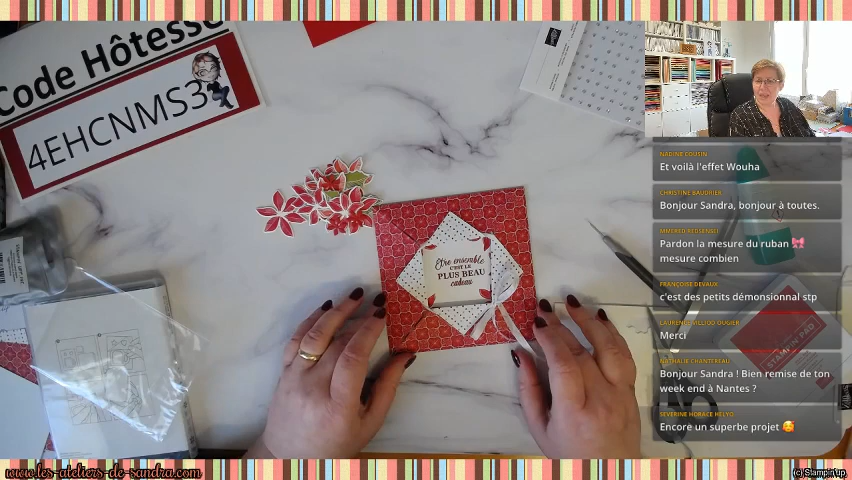 Code Hôtesse
4EHCNMS3
Être ensemble
C'EST LE
PLUS BEAU
cadeau
NADINE COUSIN
Et voilà l'effet Wouha
CHRISTINE BAUDRIER
Bonjour Sandra, bonjour à toutes.
Pardon la mesure du ruban 🎀
mesure combien
FRANÇOISE DEVAUX
c'est des petits démonsionnal stp
Merci
NATHALIE CHANTEREAU
Bonjour Sandra ! Bien remise de ton
week end à Nantes ?
SEVERINE HORACE HELYO
Encore un superbe projet 🥰
STAMPIN' PAD
www.les-ateliers-de-sandra.com
(c) Stampin'up